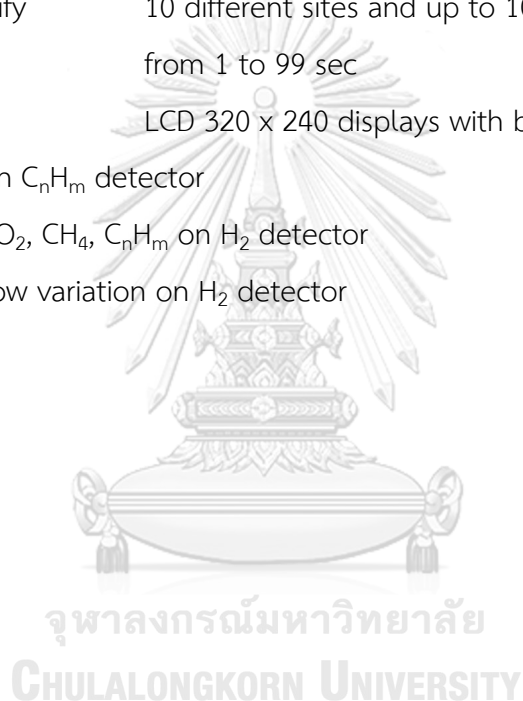 ify 10 different sites and up to 10
from 1 to 99 sec
LCD 320 x 240 displays with b
n CₙHₘ detector
O₂, CH₄, CₙHₘ on H₂ detector
ow variation on H₂ detector
จุฬาลงกรณ์มหาวิทยาลัย
CHULALONGKORN UNIVERSITY